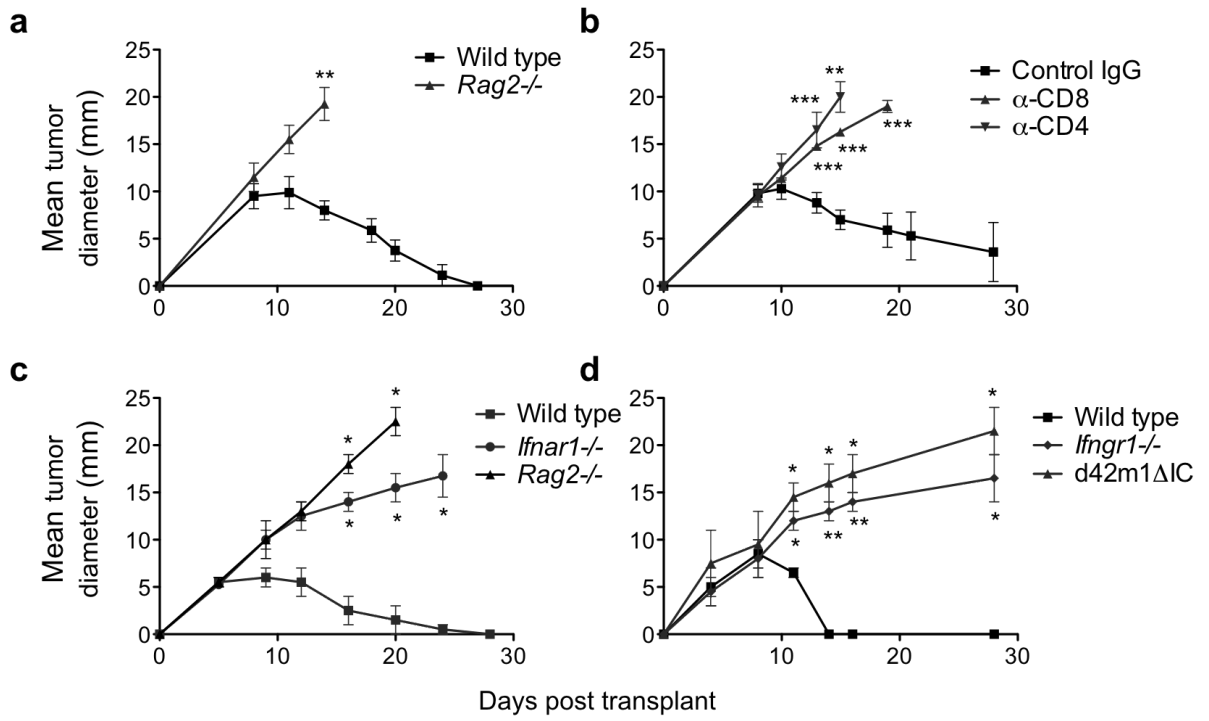 a
Mean tumor
diameter (mm)
25
20
15
10
5
0
0 10 20 30
**
Wild type
Rag2-/-
b
25
20
15
10
5
0
0 10 20 30
**
***
***
***
***
Control IgG
α-CD8
α-CD4
c
Mean tumor
diameter (mm)
25
20
15
10
5
0
0 10 20 30
*
*
*
*
*
Wild type
Ifnar1-/-
Rag2-/-
d
25
20
15
10
5
0
0 10 20 30
*
*
*
*
*
**
**
*
Wild type
Ifngr1-/-
d42m1ΔIC
Days post transplant